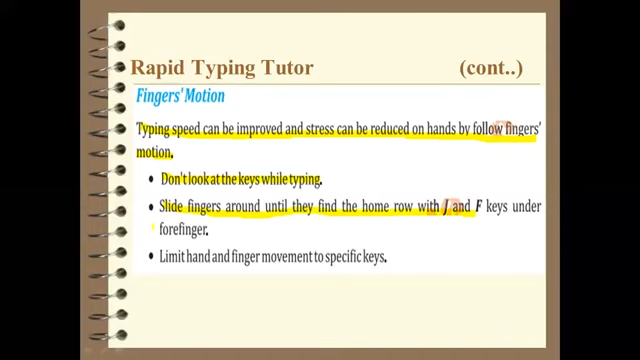 Rapid Typing Tutor (cont..)
Fingers' Motion
Typing speed can be improved and stress can be reduced on hands by follow fingers'
motion.
• Don't look at the keys while typing.
• Slide fingers around until they find the home row with J and F keys under
forefinger.
• Limit hand and finger movement to specific keys.